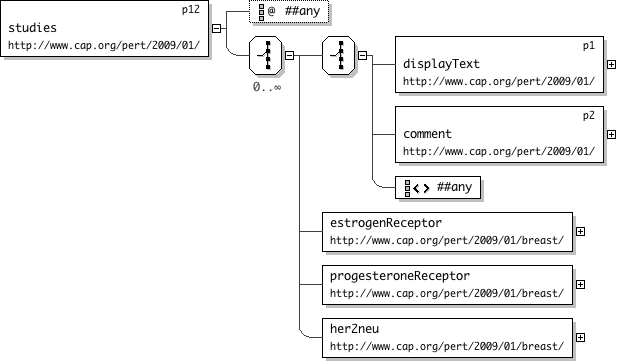 p12
studies
http://www.cap.org/pert/2009/01/
@ ##any
0..∞
p1
displayText
http://www.cap.org/pert/2009/01/
p2
comment
http://www.cap.org/pert/2009/01/
<> ##any
estrogenReceptor
http://www.cap.org/pert/2009/01/breast/
progesteroneReceptor
http://www.cap.org/pert/2009/01/breast/
her2neu
http://www.cap.org/pert/2009/01/breast/